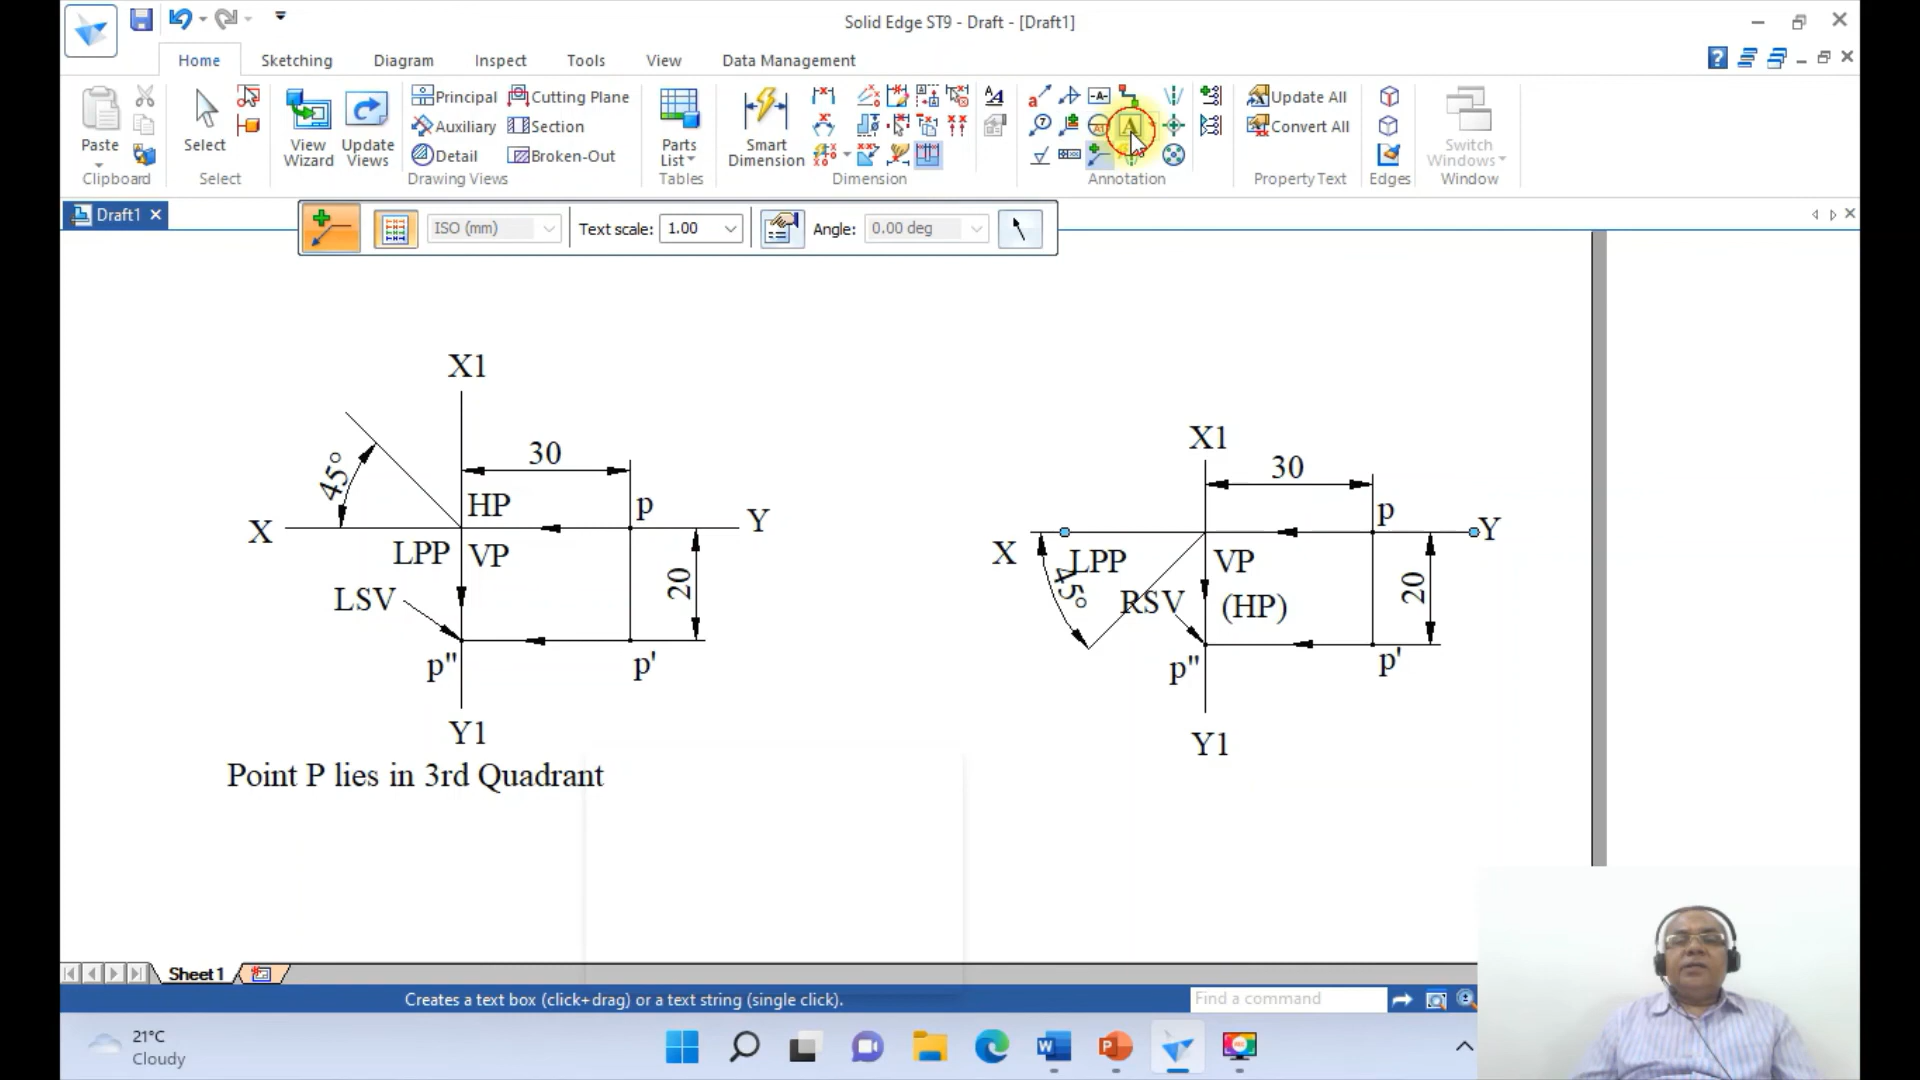 Solid Edge ST9 - Draft - [Draft1]
Home Sketching Diagram Inspect Tools View Data Management
Paste
Clipboard
Select
Select
View Wizard
Update Views
Principal
Auxiliary
Detail
Cutting Plane
Section
Broken-Out
Drawing Views
Parts List
Tables
Smart Dimension
Dimension
Annotation
Update All
Convert All
Property Text
Edges
Switch Windows
Window
Draft1
ISO (mm)
Text scale: 1.00
Angle: 0.00 deg
X1
45°
30
HP
p
X
Y
LPP VP
LSV
20
p"
p'
Y1
Point P lies in 3rd Quadrant
X1
30
p
Y
X
LPP
VP
45°
RSV
(HP)
20
p"
p'
Y1
Sheet1
Creates a text box (click+drag) or a text string (single click).
Find a command
21°C
Cloudy